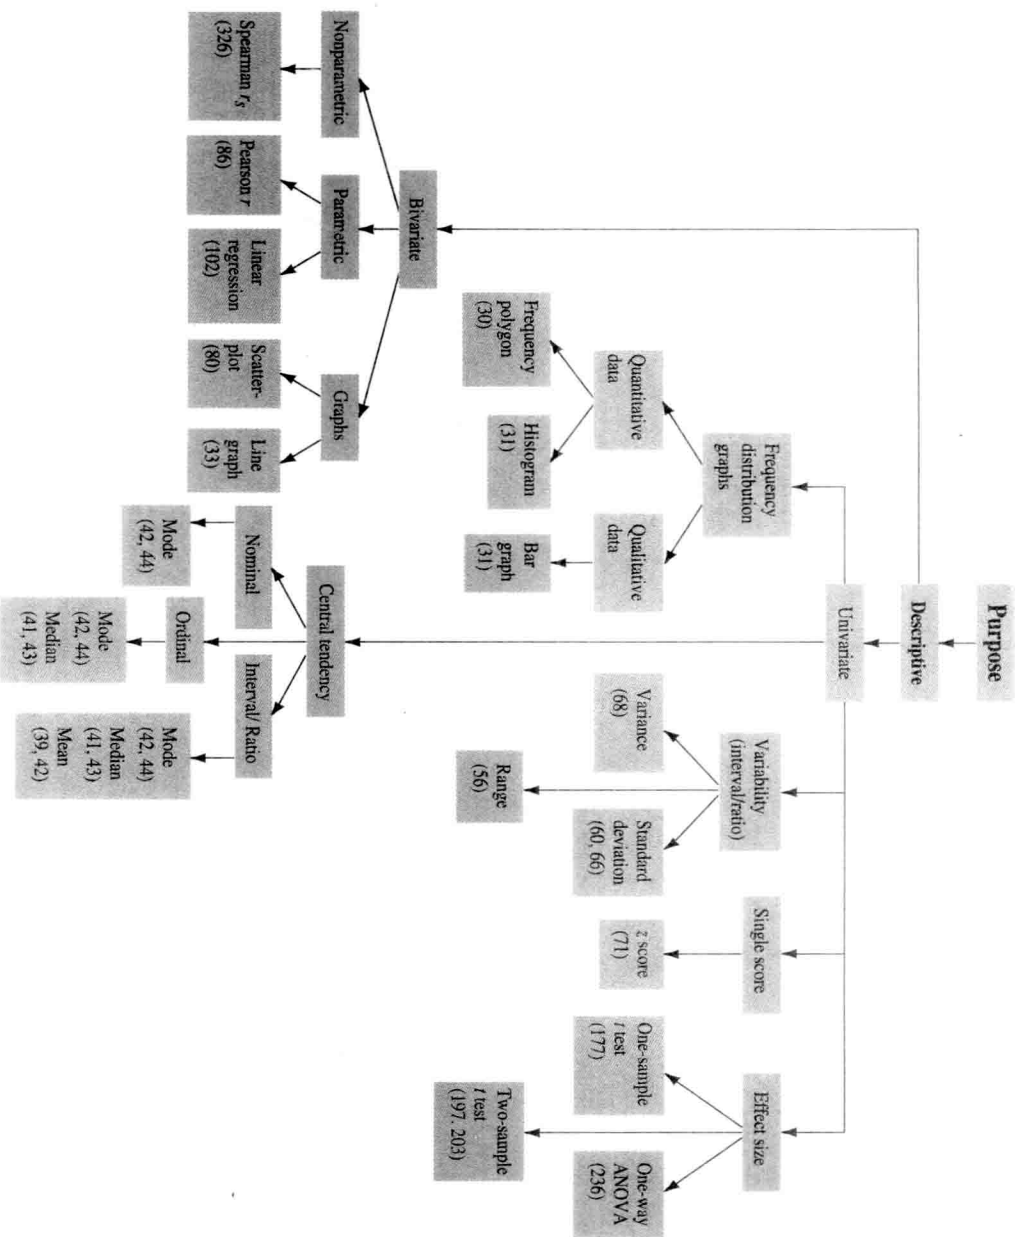 Purpose
Descriptive
Univariate
Frequency
distribution
graphs
Quantitative
data
Frequency
polygon
(30)
Histogram
(31)
Qualitative
data
Bar
graph
(31)
Variability
(interval/ratio)
Variance
(68)
Range
(56)
Standard
deviation
(60, 66)
Single score
z score
(71)
Effect size
One-sample
t test
(177)
Two-sample
t test
(197. 203)
One-way
ANOVA
(236)
Bivariate
Nonparametric
Spearman rs
(326)
Parametric
Pearson r
(86)
Linear
regression
(102)
Graphs
Scatter-
plot
(80)
Line
graph
(33)
Central tendency
Nominal
Mode
(42, 44)
Ordinal
Mode
(42, 44)
Median
(41, 43)
Interval/ Ratio
Mode
(42, 44)
Median
(41, 43)
Mean
(39, 42)